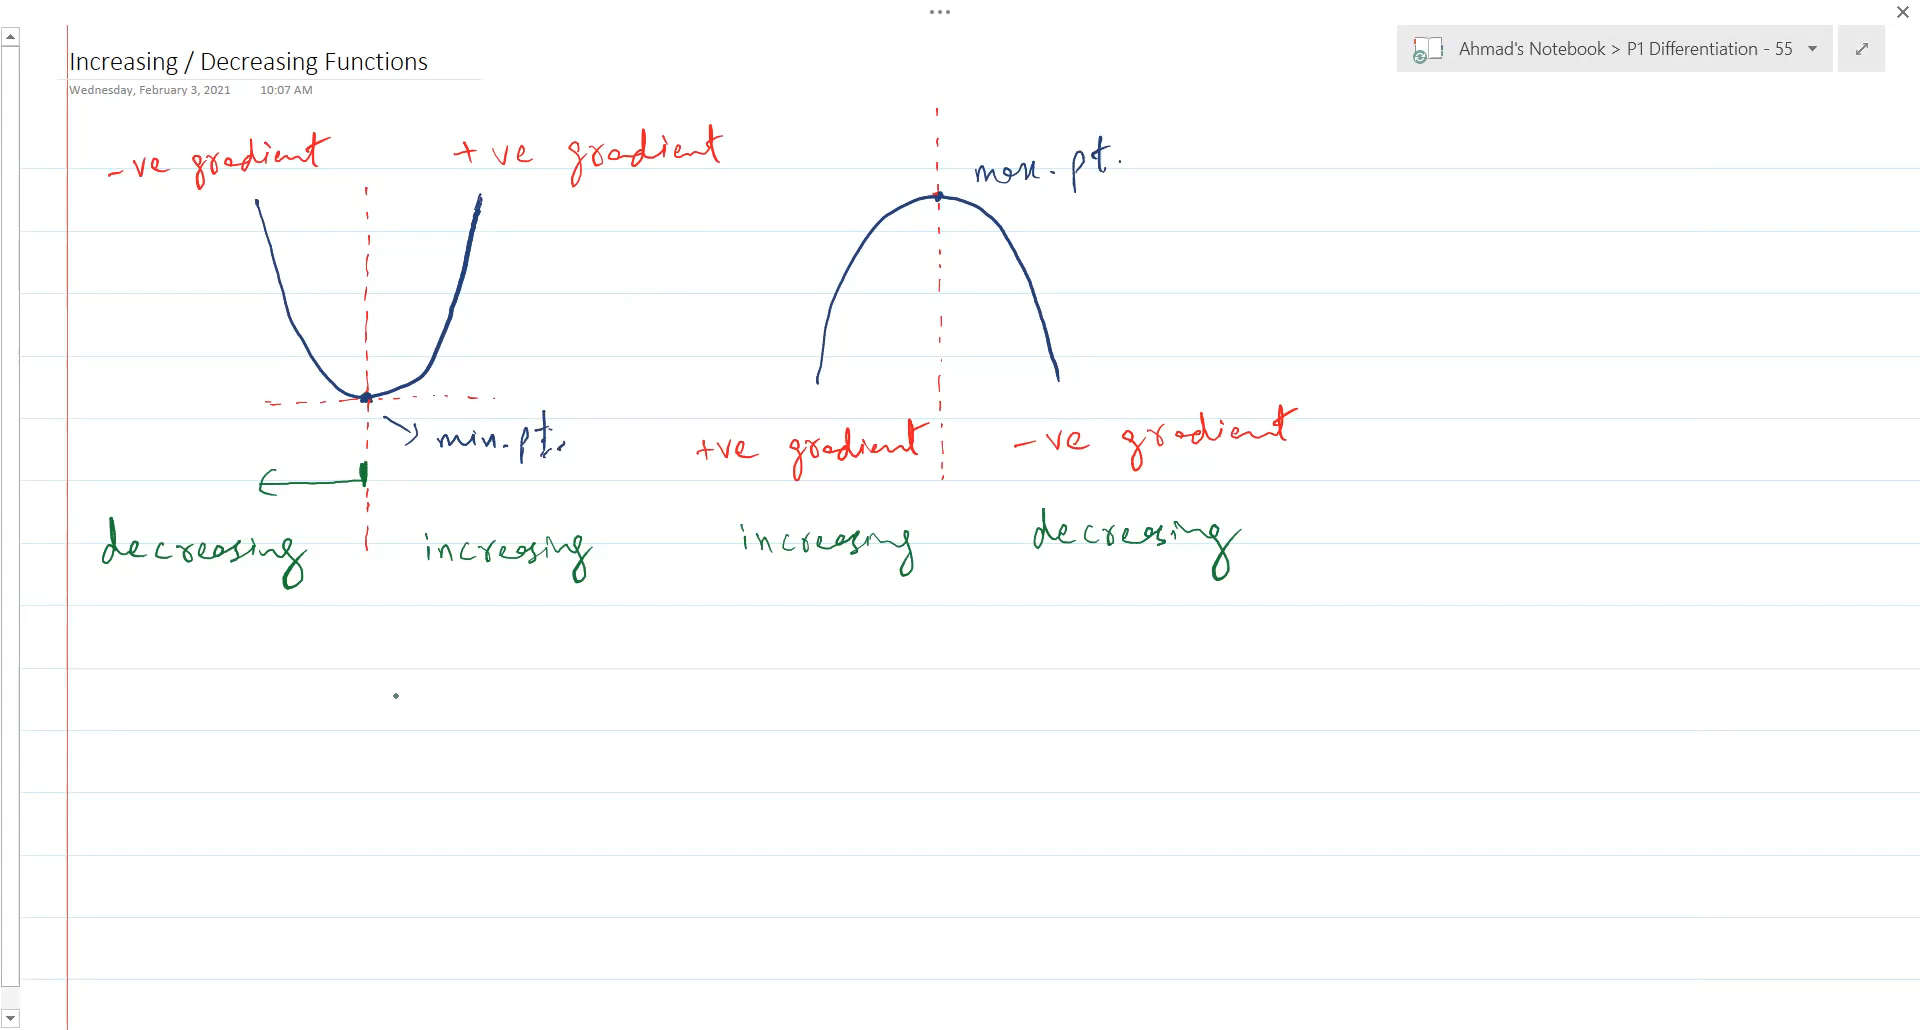 Ahmad's Notebook > P1 Differentiation - 55
Increasing / Decreasing Functions
Wednesday, February 3, 2021 10:07 AM
-ve gradient
+ve gradient
max. pt.
min. pt.
+ve gradient
-ve gradient
decreasing
increasing
increasing
decreasing